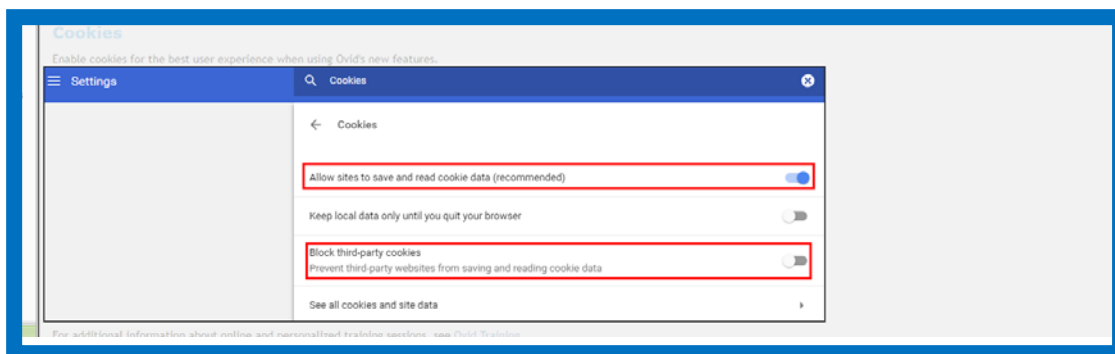 Cookies
Enable cookies for the best user experience when using Ovid's new features.
Settings
Cookies
Cookies
Allow sites to save and read cookie data (recommended)
Keep local data only until you quit your browser
Block third-party cookies
Prevent third-party websites from saving and reading cookie data
See all cookies and site data
For additional information about online and personalized training sessions, see Ovid Training